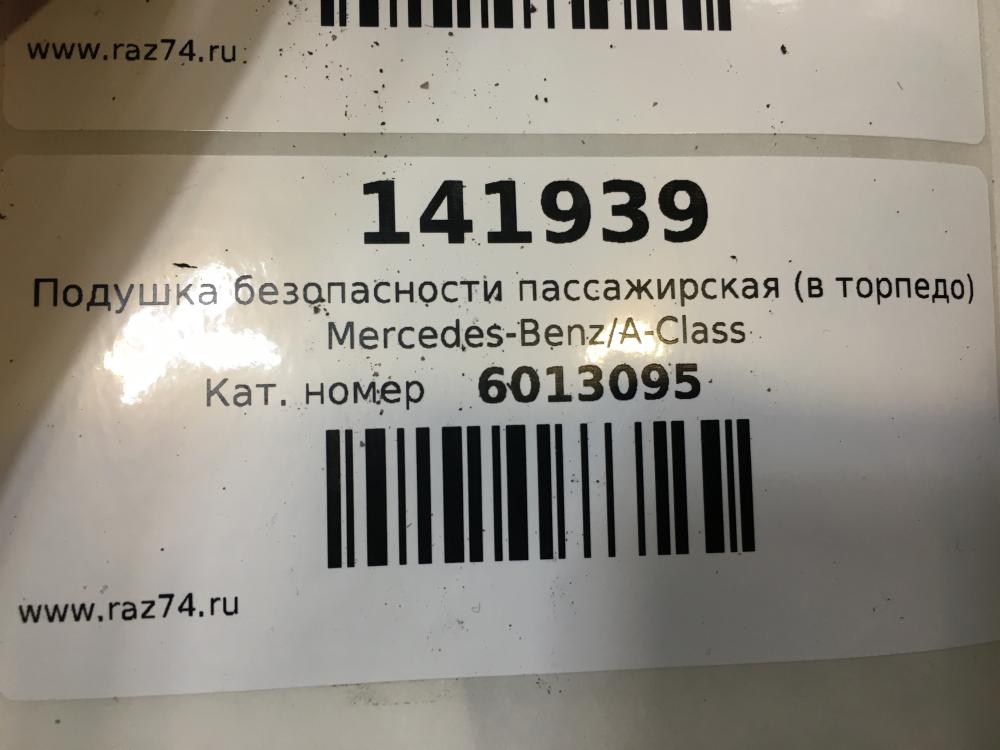 www.raz74.ru
141939
Подушка безопасности пассажирская (в торпедо)
Mercedes-Benz/A-Class
Кат. номер 6013095
www.raz74.ru